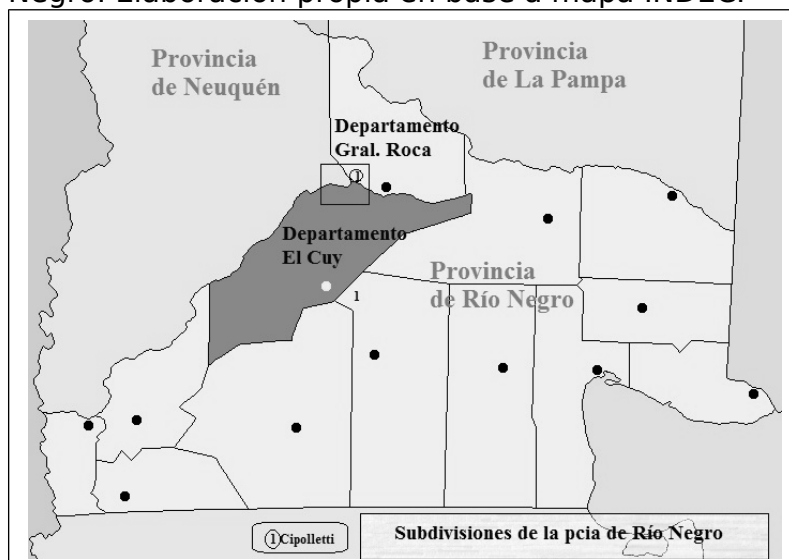 Negro. Elaboración propia en base a mapa INDEC.
Provincia
de Neuquén
Provincia
de La Pampa
Departamento
Gral. Roca
1
Departamento
El Cuy
Provincia
de Río Negro
1
1 Cipolletti
Subdivisiones de la pcia de Río Negro